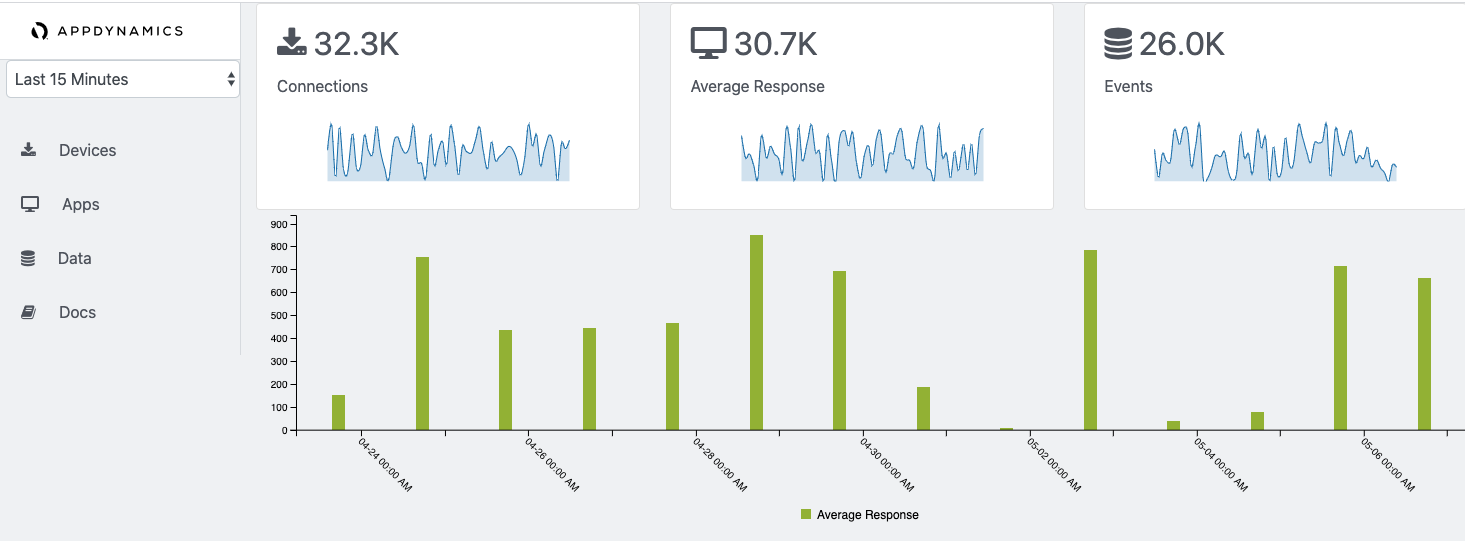 APPDYNAMICS
Last 15 Minutes
Devices
Apps
Data
Docs
32.3K
Connections
30.7K
Average Response
26.0K
Events
900
800
700
600
500
400
300
200
100
0
04-24 00:00 AM
04-26 00:00 AM
04-28 00:00 AM
04-30 00:00 AM
05-02 00:00 AM
05-04 00:00 AM
05-06 00:00 AM
Average Response